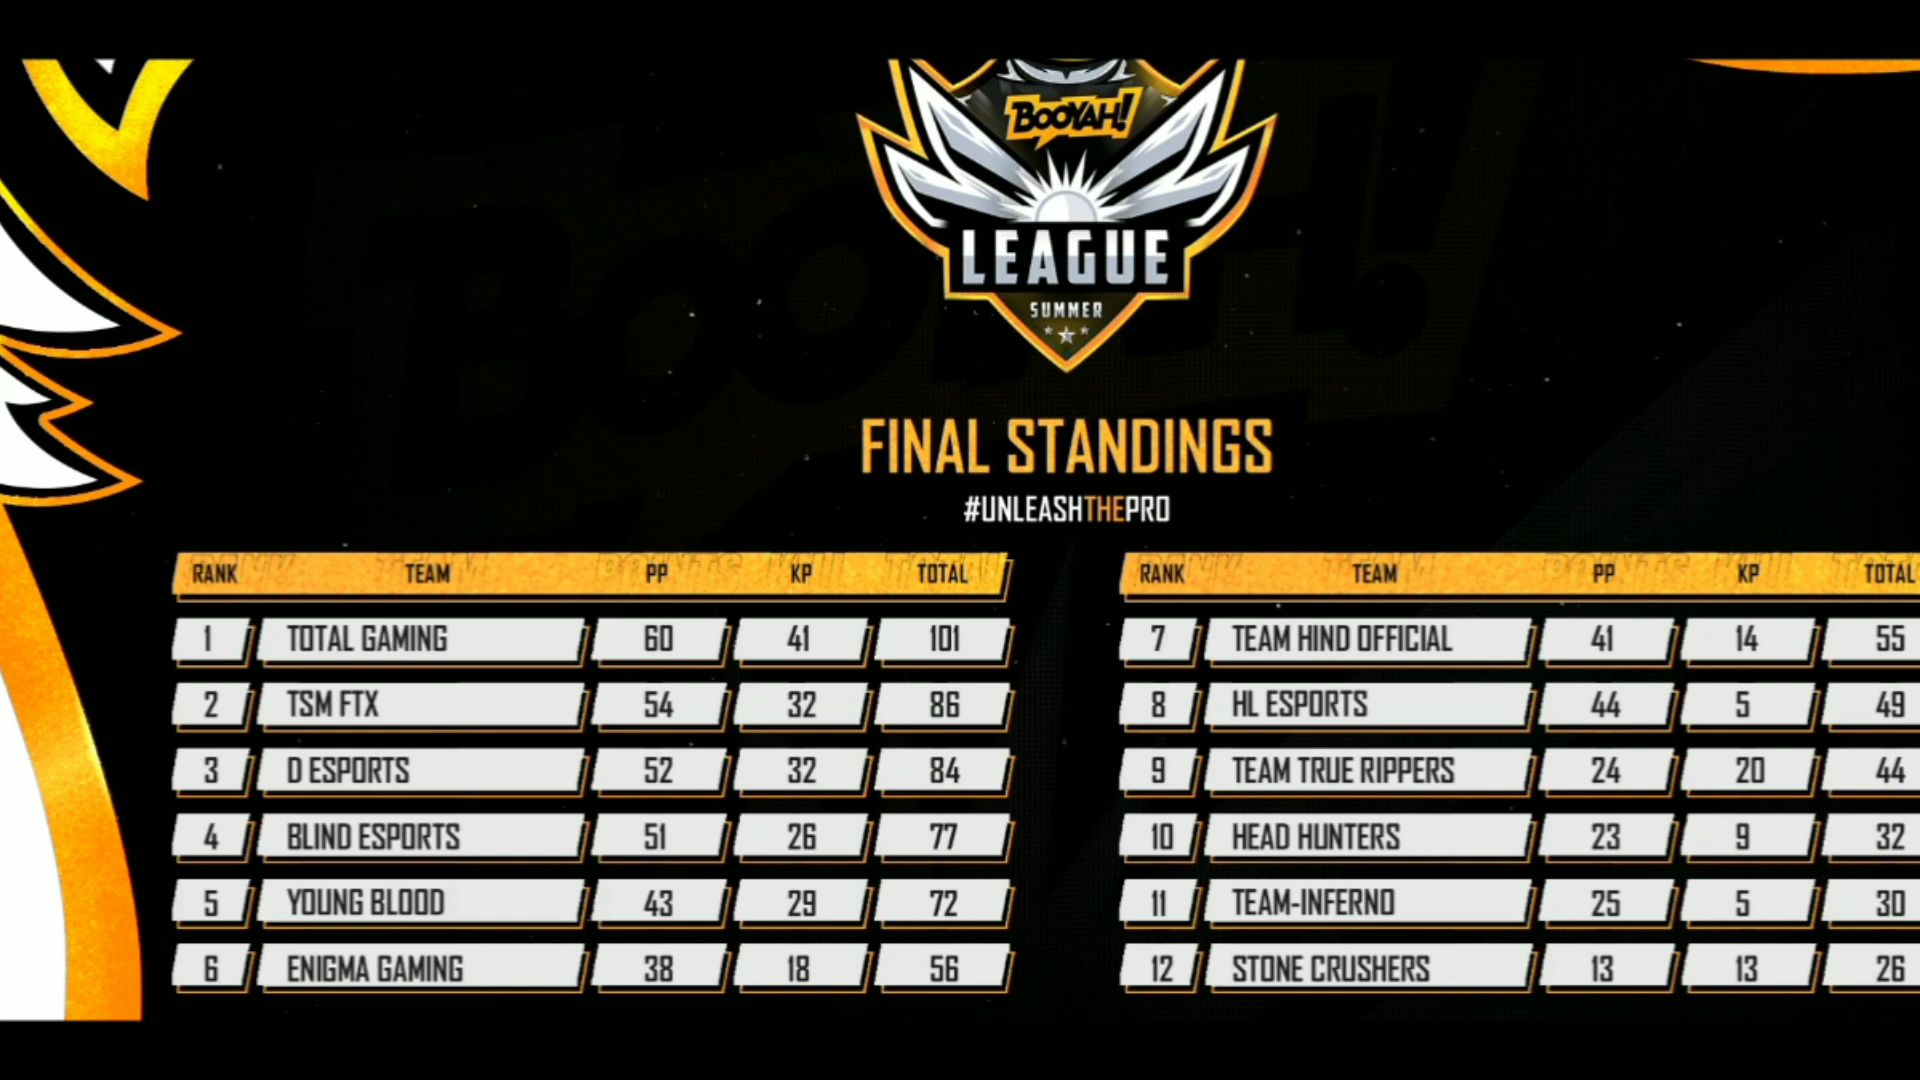 BOOYAH!
LEAGUE
SUMMER
FINAL STANDINGS
#UNLEASHTHEPRO
RANK TEAM PP KP TOTAL
1 TOTAL GAMING 60 41 101
2 TSM FTX 54 32 86
3 D ESPORTS 52 32 84
4 BLIND ESPORTS 51 26 77
5 YOUNG BLOOD 43 29 72
6 ENIGMA GAMING 38 18 56
RANK TEAM PP KP TOTAL
7 TEAM HIND OFFICIAL 41 14 55
8 HL ESPORTS 44 5 49
9 TEAM TRUE RIPPERS 24 20 44
10 HEAD HUNTERS 23 9 32
11 TEAM-INFERNO 25 5 30
12 STONE CRUSHERS 13 13 26